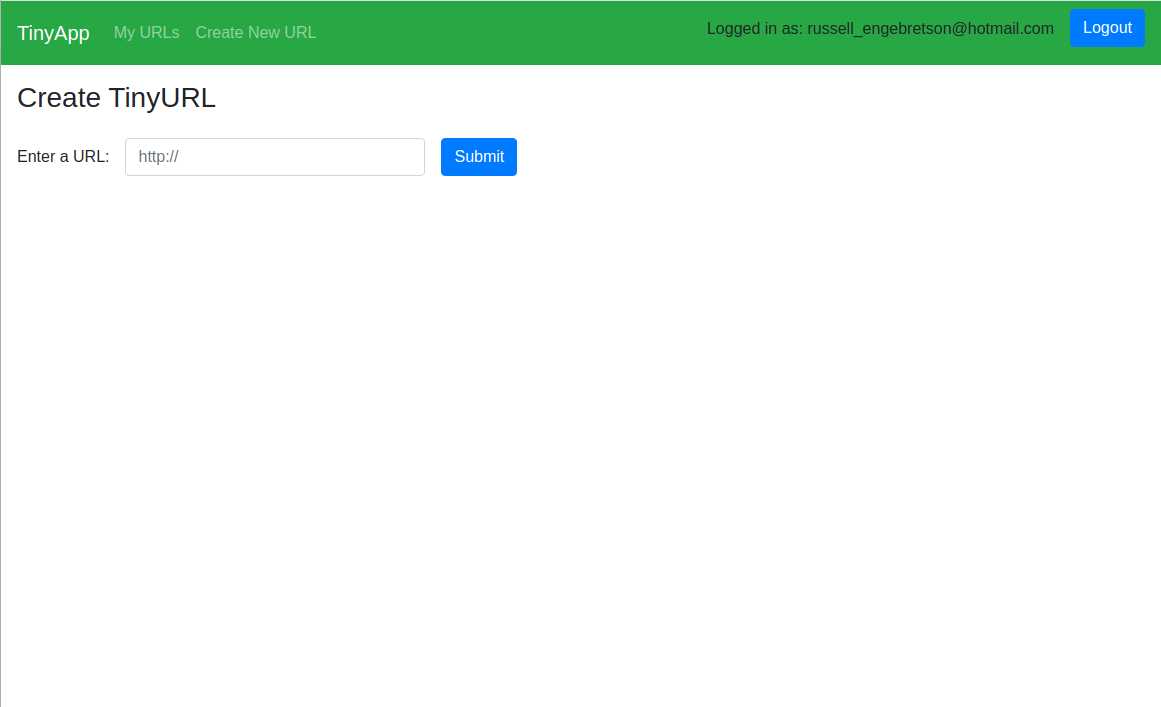 TinyApp My URLs Create New URL Logged in as: russell_engebretson@hotmail.com Logout
Create TinyURL
Enter a URL: http:// Submit